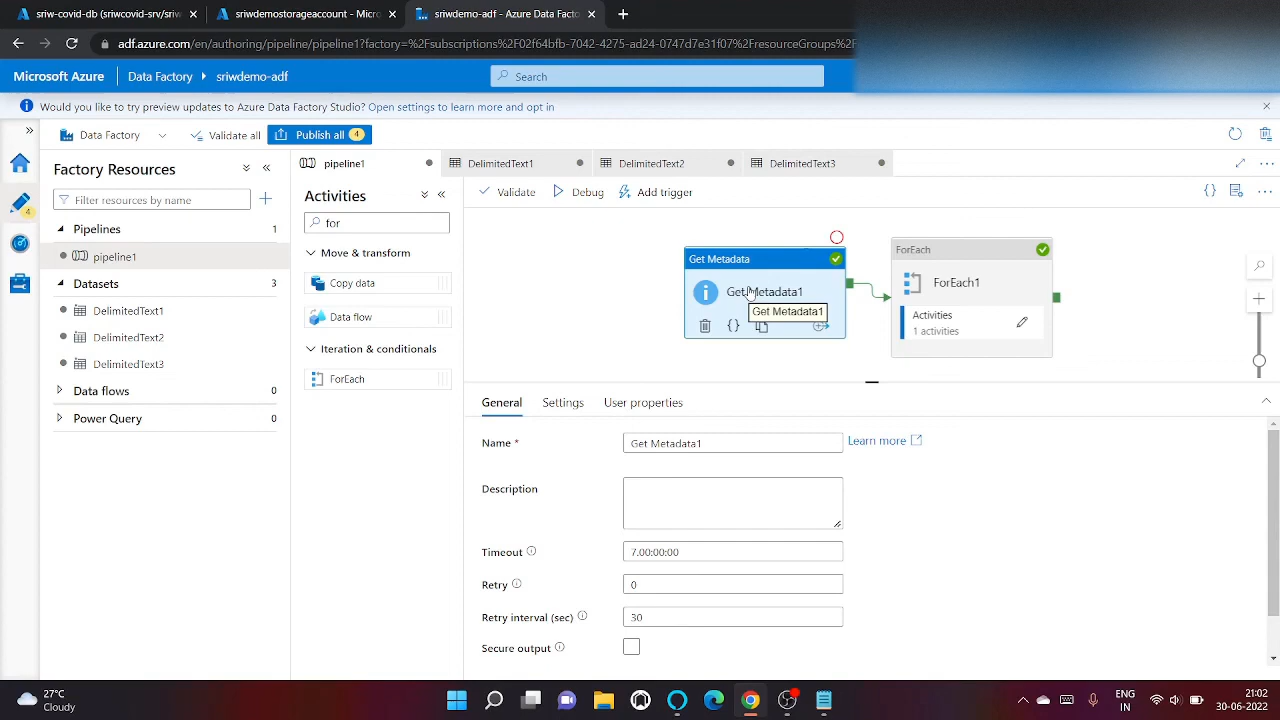 sriw-covid-db (sriwcovid-srv/sriw
sriwdemostorageaccount - Micro
sriwdemo-adf - Azure Data Facto
adf.azure.com/en/authoring/pipeline/pipeline1?factory=%2Fsubscriptions%2F02f64bfb-7042-4275-ad24-0747d7e31f07%2FresourceGroups%2F
Microsoft Azure
Data Factory
sriwdemo-adf
Search
Would you like to try preview updates to Azure Data Factory Studio? Open settings to learn more and opt in
Data Factory
Validate all
Publish all 4
Factory Resources
Filter resources by name
Pipelines 1
pipeline1
Datasets 3
DelimitedText1
DelimitedText2
DelimitedText3
Data flows 0
Power Query 0
4
pipeline1
DelimitedText1
DelimitedText2
DelimitedText3
Activities
for
Move & transform
Copy data
Data flow
Iteration & conditionals
ForEach
Validate
Debug
Add trigger
Get Metadata
Get Metadata1
Get Metadata1
ForEach
ForEach1
Activities
1 activities
General
Settings
User properties
Name * Get Metadata1 Learn more
Description
Timeout 7.00:00:00
Retry 0
Retry interval (sec) 30
Secure output
27°C
Cloudy
ENG
IN
21:02
30-06-2022